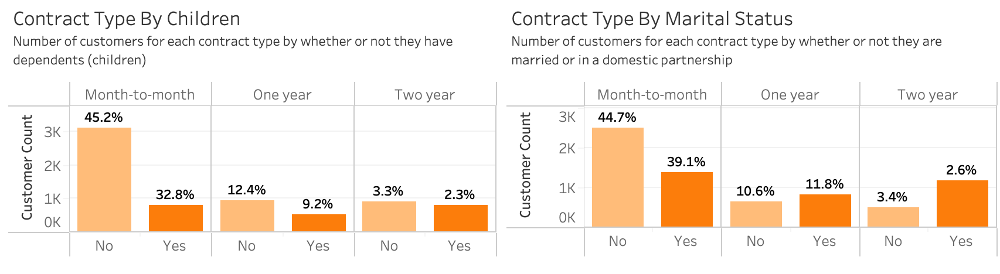 Contract Type By Children
Number of customers for each contract type by whether or not they have
dependents (children)
Month-to-month
One year
Two year
Customer Count
3K
2K
1K
0K
45.2%
32.8%
12.4%
9.2%
3.3%
2.3%
No
Yes
No
Yes
No
Yes
Contract Type By Marital Status
Number of customers for each contract type by whether or not they are
married or in a domestic partnership
Month-to-month
One year
Two year
Customer Count
3K
2K
1K
0K
44.7%
39.1%
10.6%
11.8%
3.4%
2.6%
No
Yes
No
Yes
No
Yes